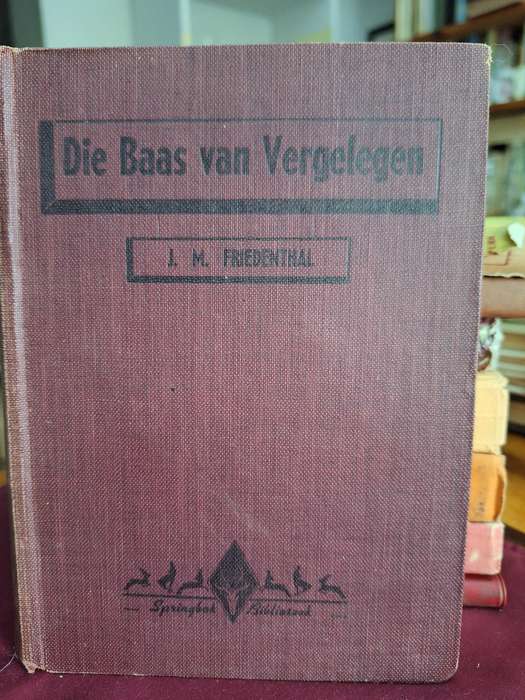 Die Baas van Vergelegen
J. M. FRIEDENTHAL
Springbok Biblioteek